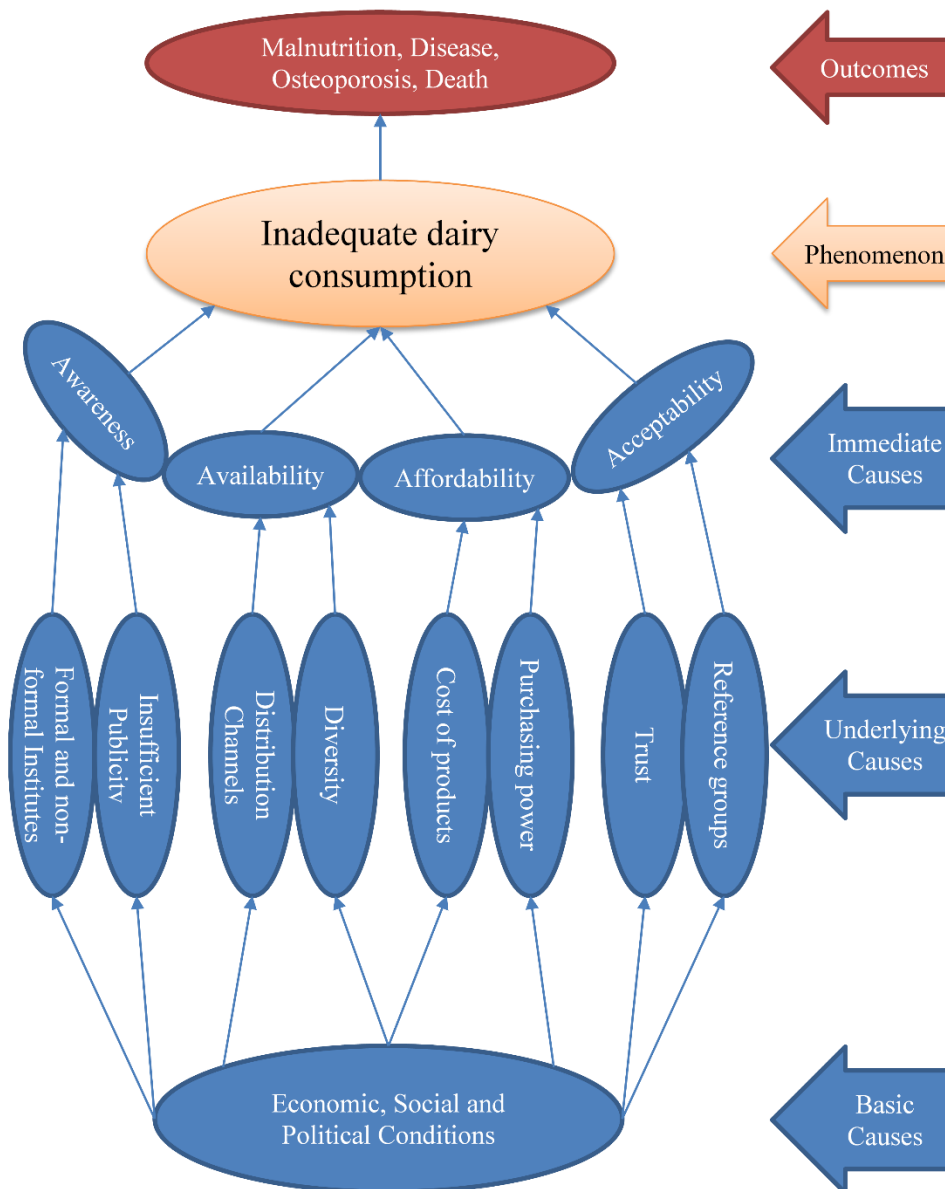 Malnutrition, Disease,
Osteoporosis, Death
Outcomes
Inadequate dairy
consumption
Phenomenon
Awareness
Availability
Affordability
Acceptability
Immediate
Causes
Formal and non-
formal Institutes
Insufficient
Publicity
Distribution
Channels
Diversity
Cost of products
Purchasing power
Trust
Reference groups
Underlying
Causes
Economic, Social and
Political Conditions
Basic
Causes